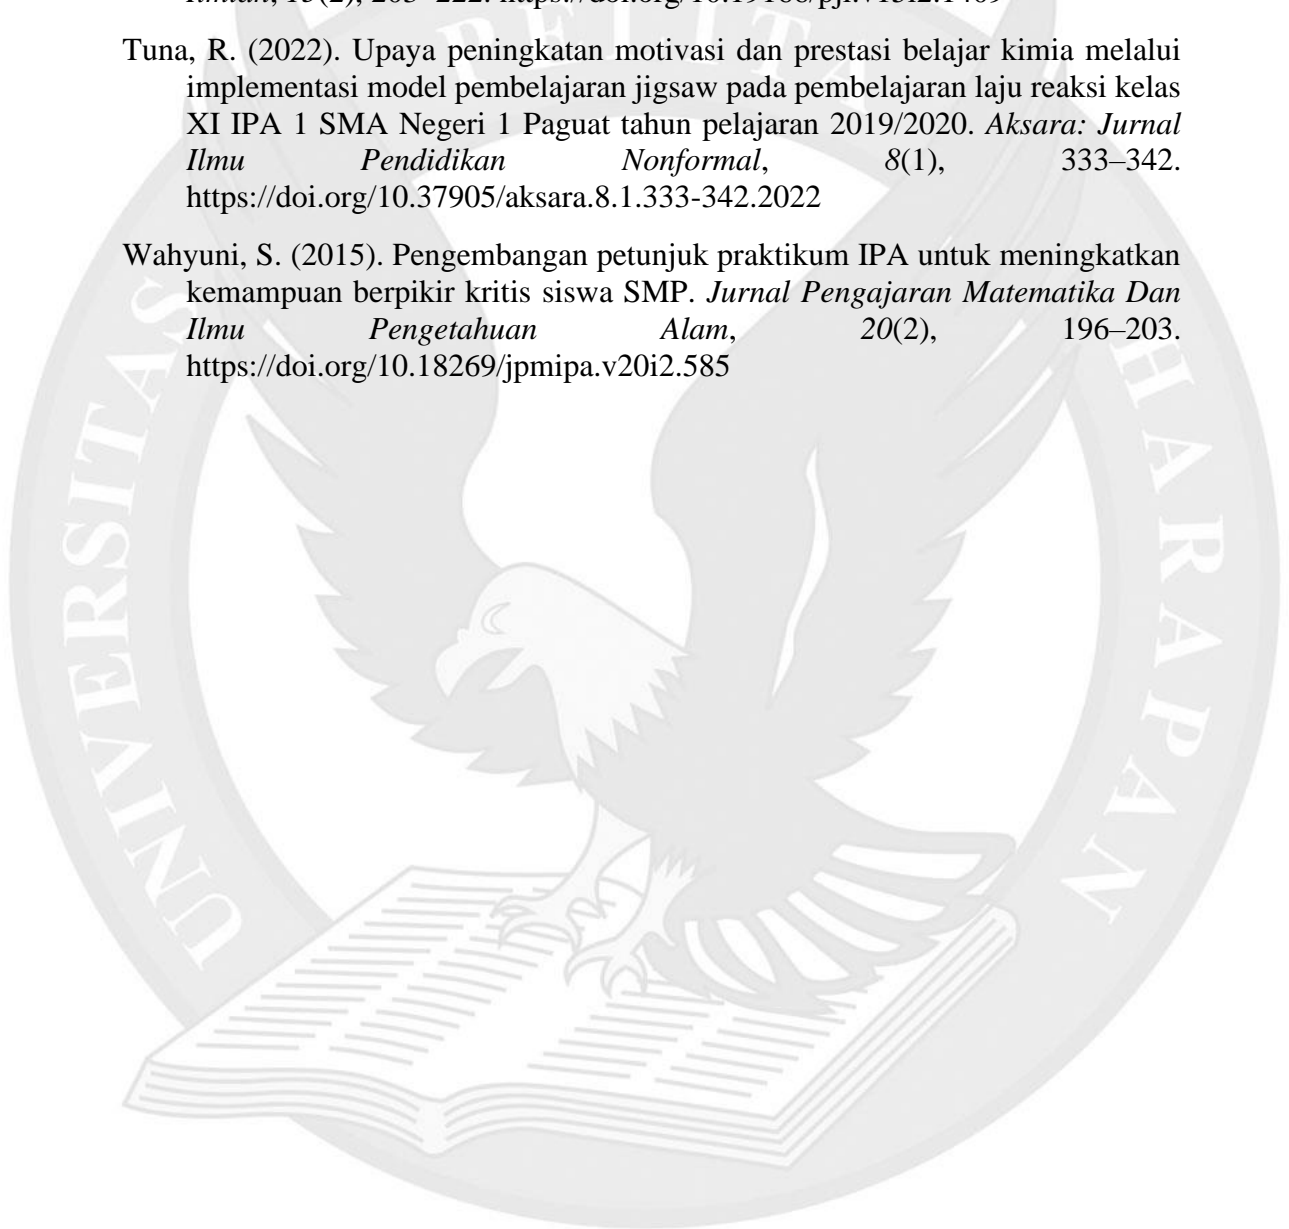 Tuna, R. (2022). Upaya peningkatan motivasi dan prestasi belajar kimia melalui
implementasi model pembelajaran jigsaw pada pembelajaran laju reaksi kelas
XI IPA 1 SMA Negeri 1 Paguat tahun pelajaran 2019/2020. Aksara: Jurnal
Ilmu Pendidikan Nonformal, 8(1), 333–342.
https://doi.org/10.37905/aksara.8.1.333-342.2022
Wahyuni, S. (2015). Pengembangan petunjuk praktikum IPA untuk meningkatkan
kemampuan berpikir kritis siswa SMP. Jurnal Pengajaran Matematika Dan
Ilmu Pengetahuan Alam, 20(2), 196–203.
https://doi.org/10.18269/jpmipa.v20i2.585
UNIVERSITAS
PELITA
HARAPAN